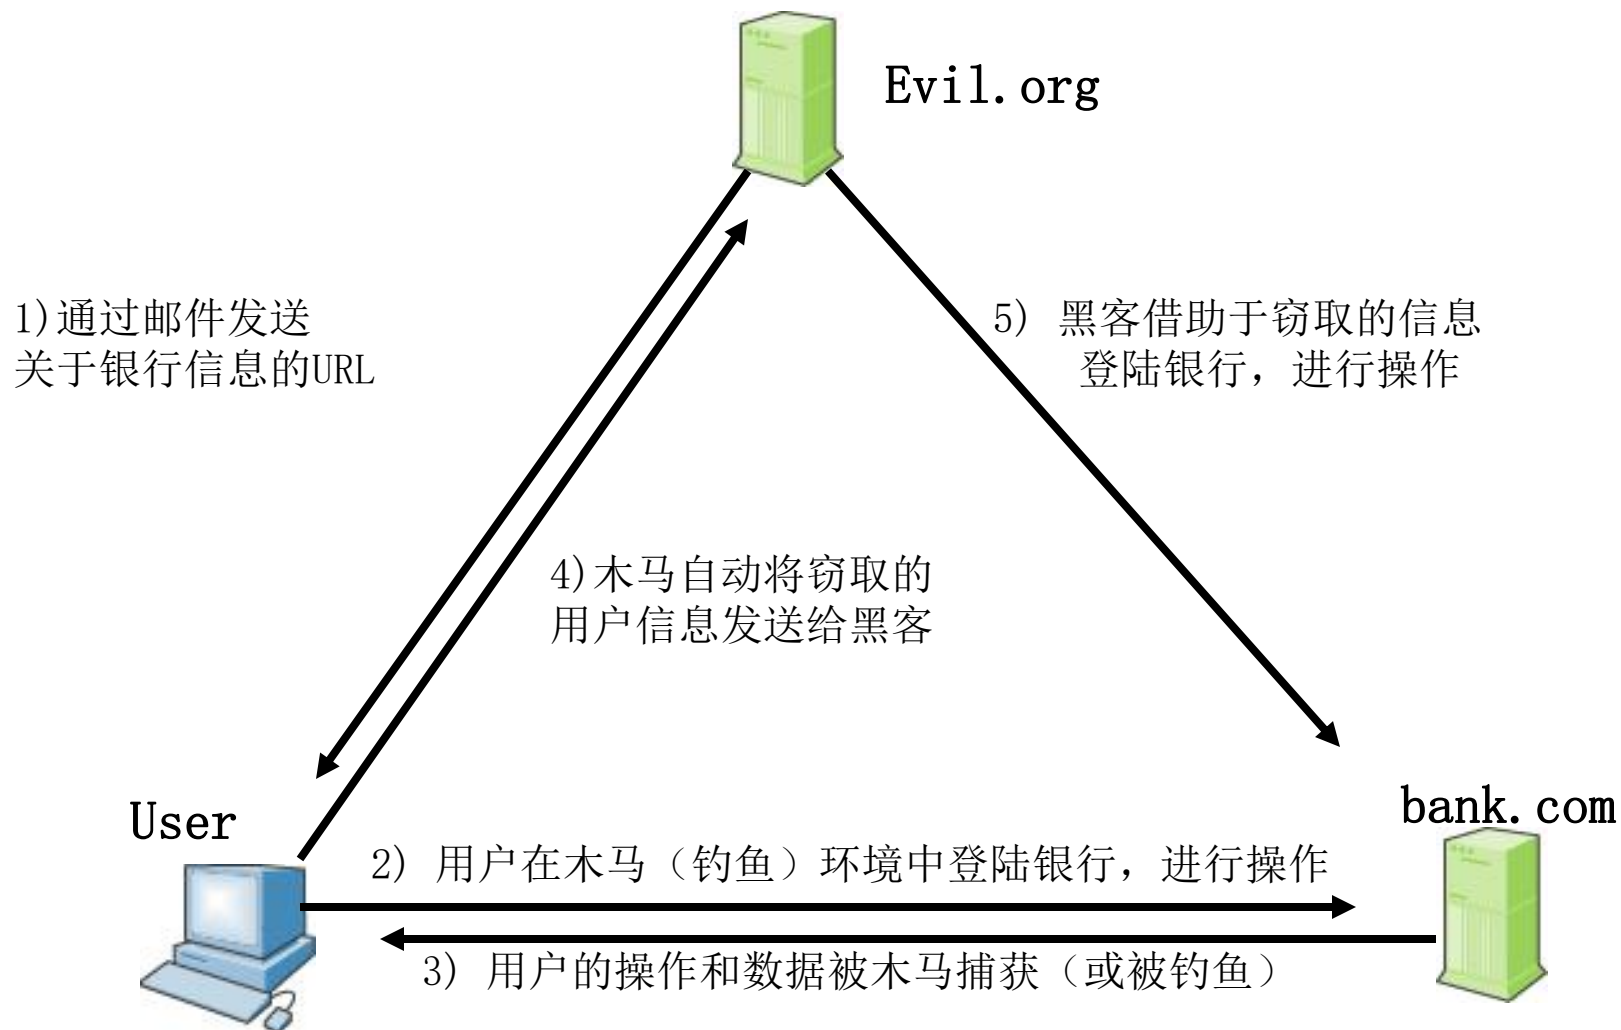 Evil.org
1)通过邮件发送
关于银行信息的URL
5) 黑客借助于窃取的信息
登陆银行，进行操作
4)木马自动将窃取的
用户信息发送给黑客
User
bank.com
2) 用户在木马（钓鱼）环境中登陆银行，进行操作
3) 用户的操作和数据被木马捕获（或被钓鱼）